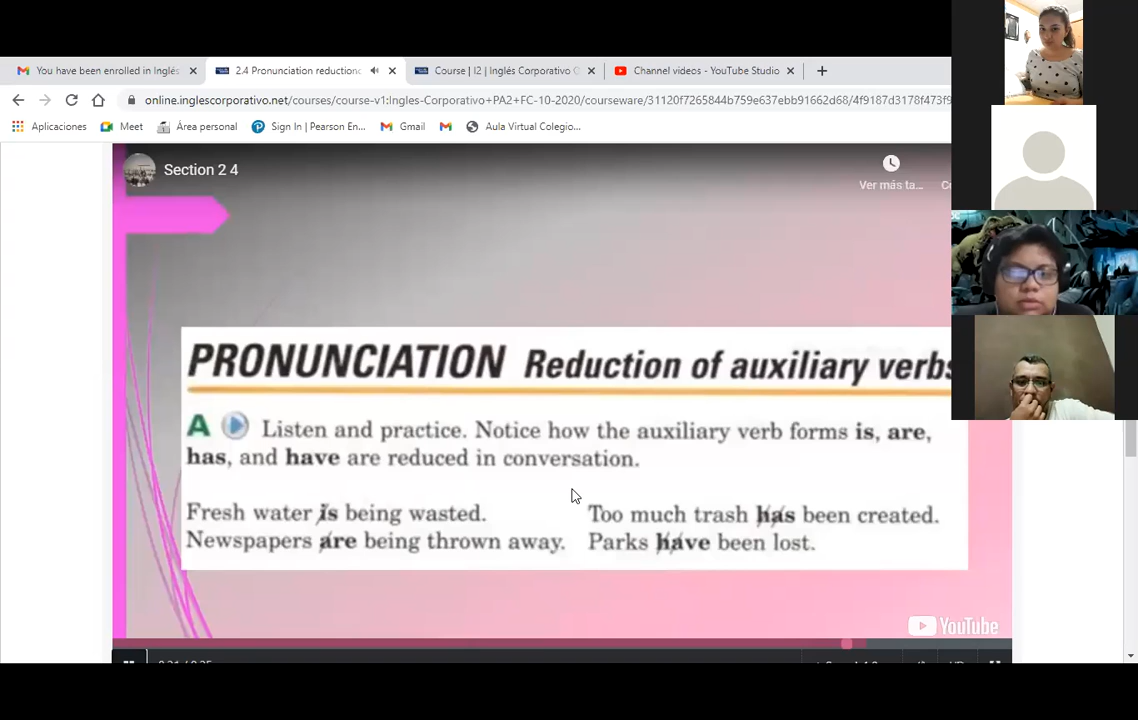 You have been enrolled in Inglés
2.4 Pronunciation reduction
Course | I2 | Inglés Corporativo
Channel videos - YouTube Studio
online.inglescorporativo.net/courses/course-v1:Ingles-Corporativo+PA2+FC-10-2020/courseware/31120f7265844b759e637ebb91662d68/4f9187d3178f473f9
Aplicaciones Meet Área personal Sign In | Pearson En... Gmail Aula Virtual Colegio...
Section 2 4
Ver más ta...
PRONUNCIATION Reduction of auxiliary verbs
A Listen and practice. Notice how the auxiliary verb forms is, are,
has, and have are reduced in conversation.
Fresh water is being wasted.
Newspapers are being thrown away.
Too much trash has been created.
Parks have been lost.
YouTube